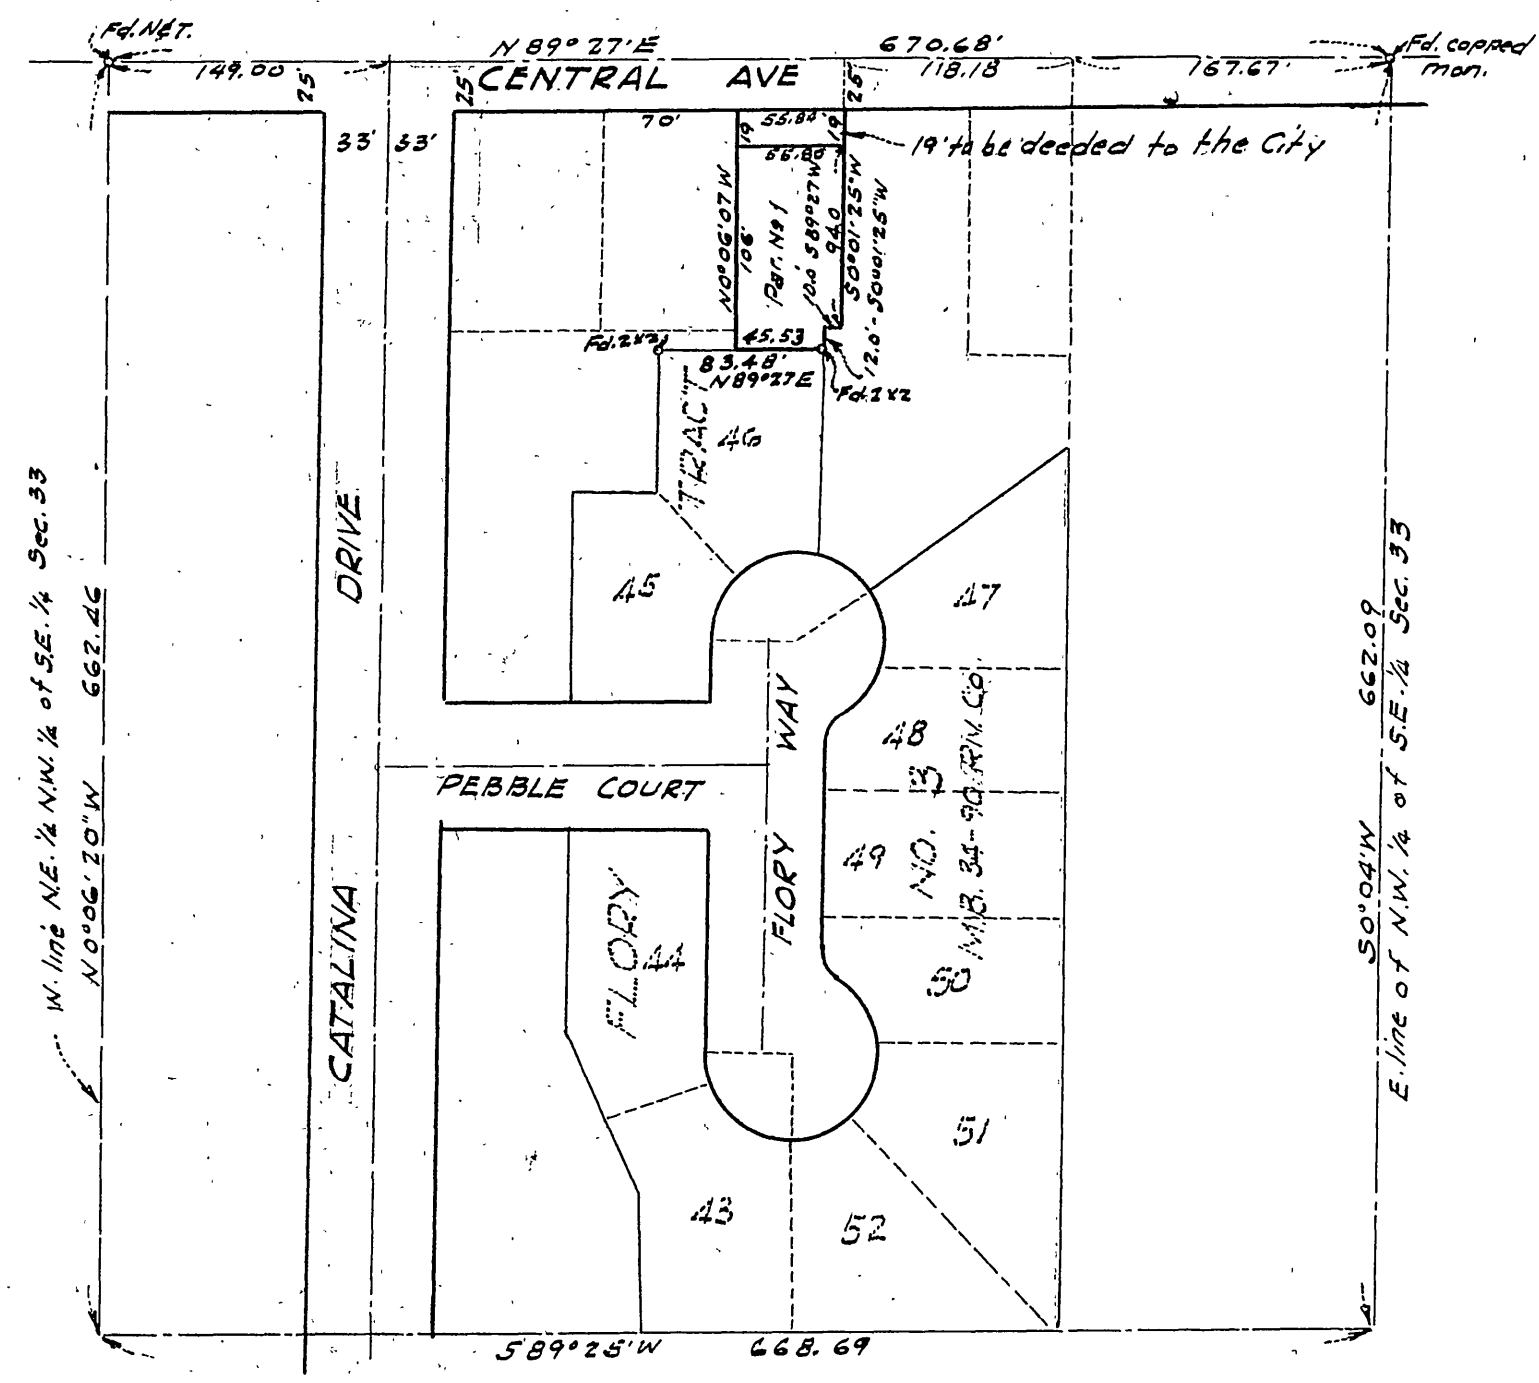 Fd. N&T.
N 89° 27' E
670.68'
Fd. capped
mon.
149.00
25'
25'
CENTRAL AVE
118.18
25'
167.67'
33'
33'
70'
19
55.84'
19
19' to be deeded to the City
55.80
N0°06'07"W
106'
Par. No 1
10.0' S89°27'W
94.0
S0°01'25"W
12.0' - S0°01'25"W
Fd. 2x2
45.53
83.48'
N 89°27'E
Fd. 2x2
TRACT
46
W. line N.E. 1/4 N.W. 1/4 of S.E. 1/4 Sec. 33
N0°06'20"W 662.46
CATALINA DRIVE
45
47
48
E. line of N.W. 1/4 of S.E. 1/4 Sec. 33
S0°04'W 662.09
PEBBLE COURT
FLORY WAY
49
NO. 3
M.B. 34-90 RIV. CO.
FLORY
44
50
51
43
52
S89°25'W
668.69